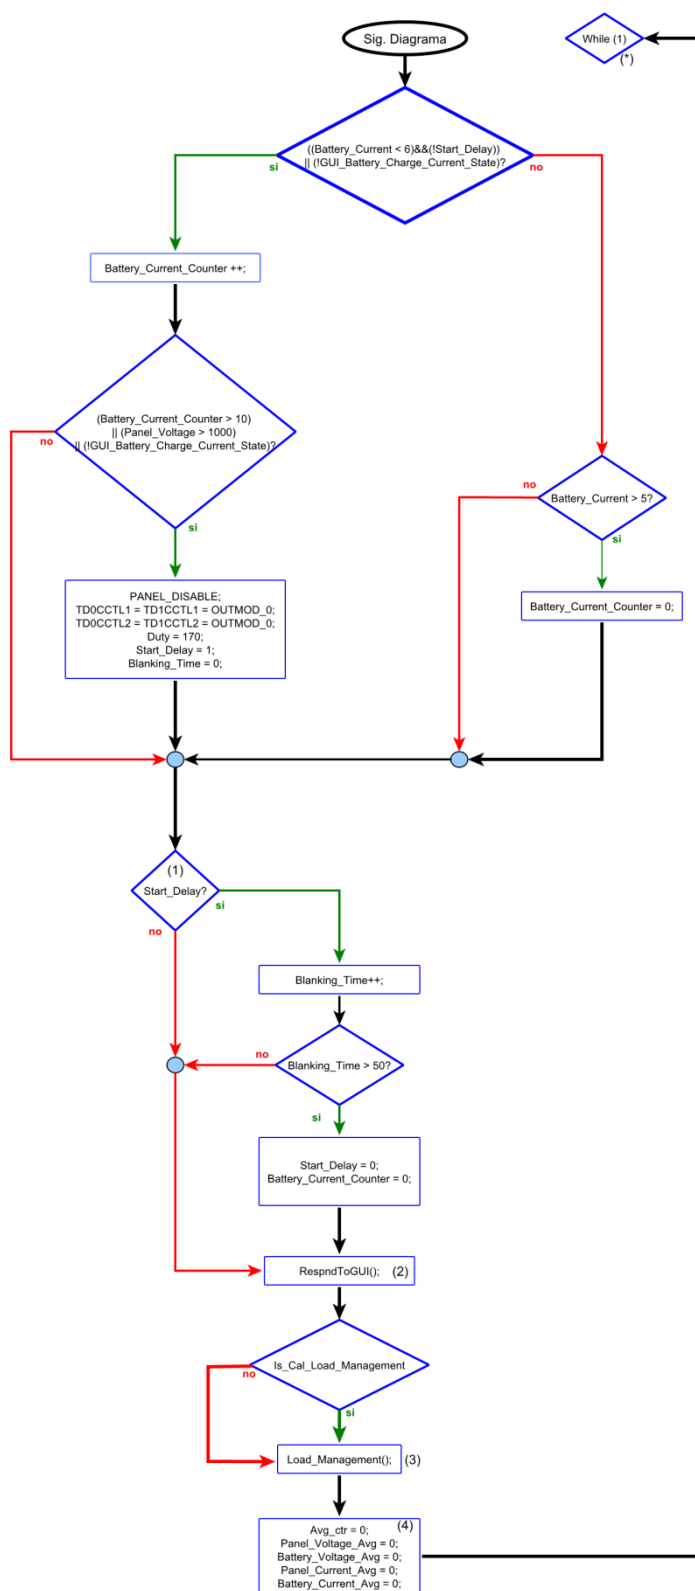 Sig. Diagrama
While (1)
(*)
((Battery_Current < 6)&&(!Start_Delay))
|| (!GUI_Battery_Charge_Current_State)?
si
no
Battery_Current_Counter ++;
(Battery_Current_Counter > 10)
|| (Panel_Voltage > 1000)
|| (!GUI_Battery_Charge_Current_State)?
no
si
no
Battery_Current > 5?
si
PANEL_DISABLE;
TD0CCTL1 = TD1CCTL1 = OUTMOD_0;
TD0CCTL2 = TD1CCTL2 = OUTMOD_0;
Duty = 170;
Start_Delay = 1;
Blanking_Time = 0;
Battery_Current_Counter = 0;
(1)
Start_Delay?
si
no
Blanking_Time++;
no
Blanking_Time > 50?
si
Start_Delay = 0;
Battery_Current_Counter = 0;
RespndToGUI();
(2)
Is_Cal_Load_Management
no
si
Load_Management();
(3)
(4)
Avg_ctr = 0;
Panel_Voltage_Avg = 0;
Battery_Voltage_Avg = 0;
Panel_Current_Avg = 0;
Battery_Current_Avg = 0;